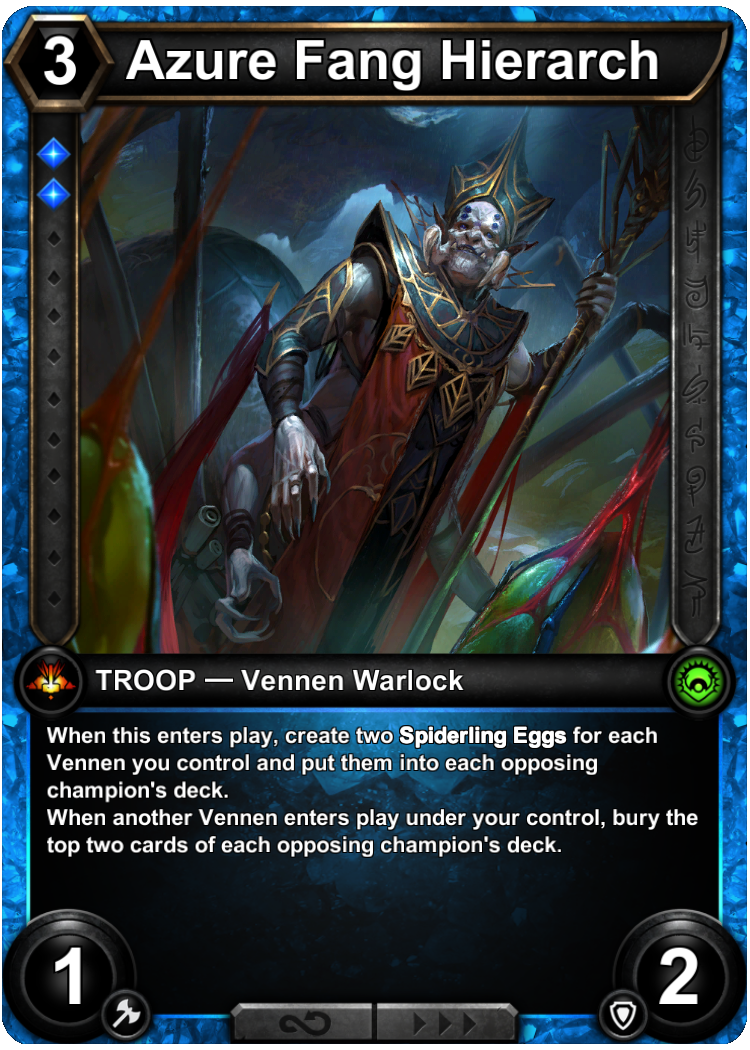 3 Azure Fang Hierarch
TROOP — Vennen Warlock
When this enters play, create two Spiderling Eggs for each
Vennen you control and put them into each opposing
champion's deck.
When another Vennen enters play under your control, bury the
top two cards of each opposing champion's deck.
1 2